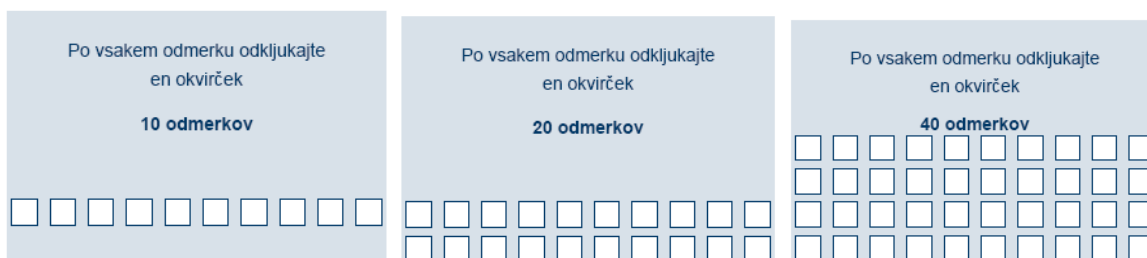 Po vsakem odmerku odkljukajte
en okvirček
10 odmerkov
Po vsakem odmerku odkljukajte
en okvirček
20 odmerkov
Po vsakem odmerku odkljukajte
en okvirček
40 odmerkov